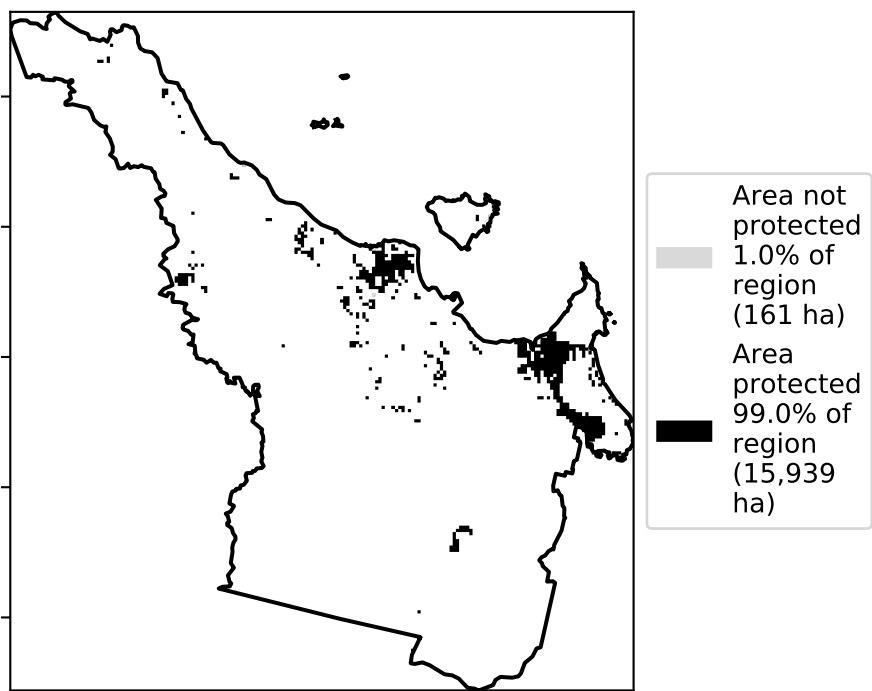 Area not
protected
1.0% of
region
(161 ha)
Area
protected
99.0% of
region
(15,939
ha)